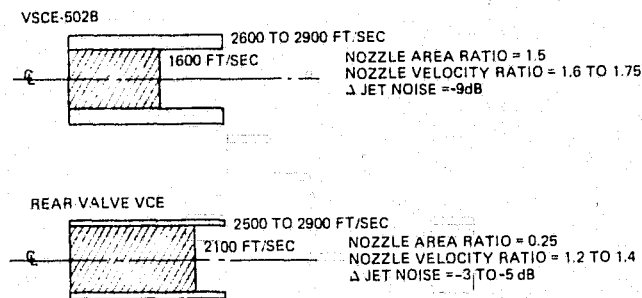 VSCE-502B
2600 TO 2900 FT/SEC
1600 FT/SEC
NOZZLE AREA RATIO = 1.5
NOZZLE VELOCITY RATIO = 1.6 TO 1.75
Δ JET NOISE = -9dB
℄
REAR VALVE VCE
2500 TO 2900 FT/SEC
2100 FT/SEC
NOZZLE AREA RATIO = 0.25
NOZZLE VELOCITY RATIO = 1.2 TO 1.4
Δ JET NOISE = -3 TO -5 dB
℄